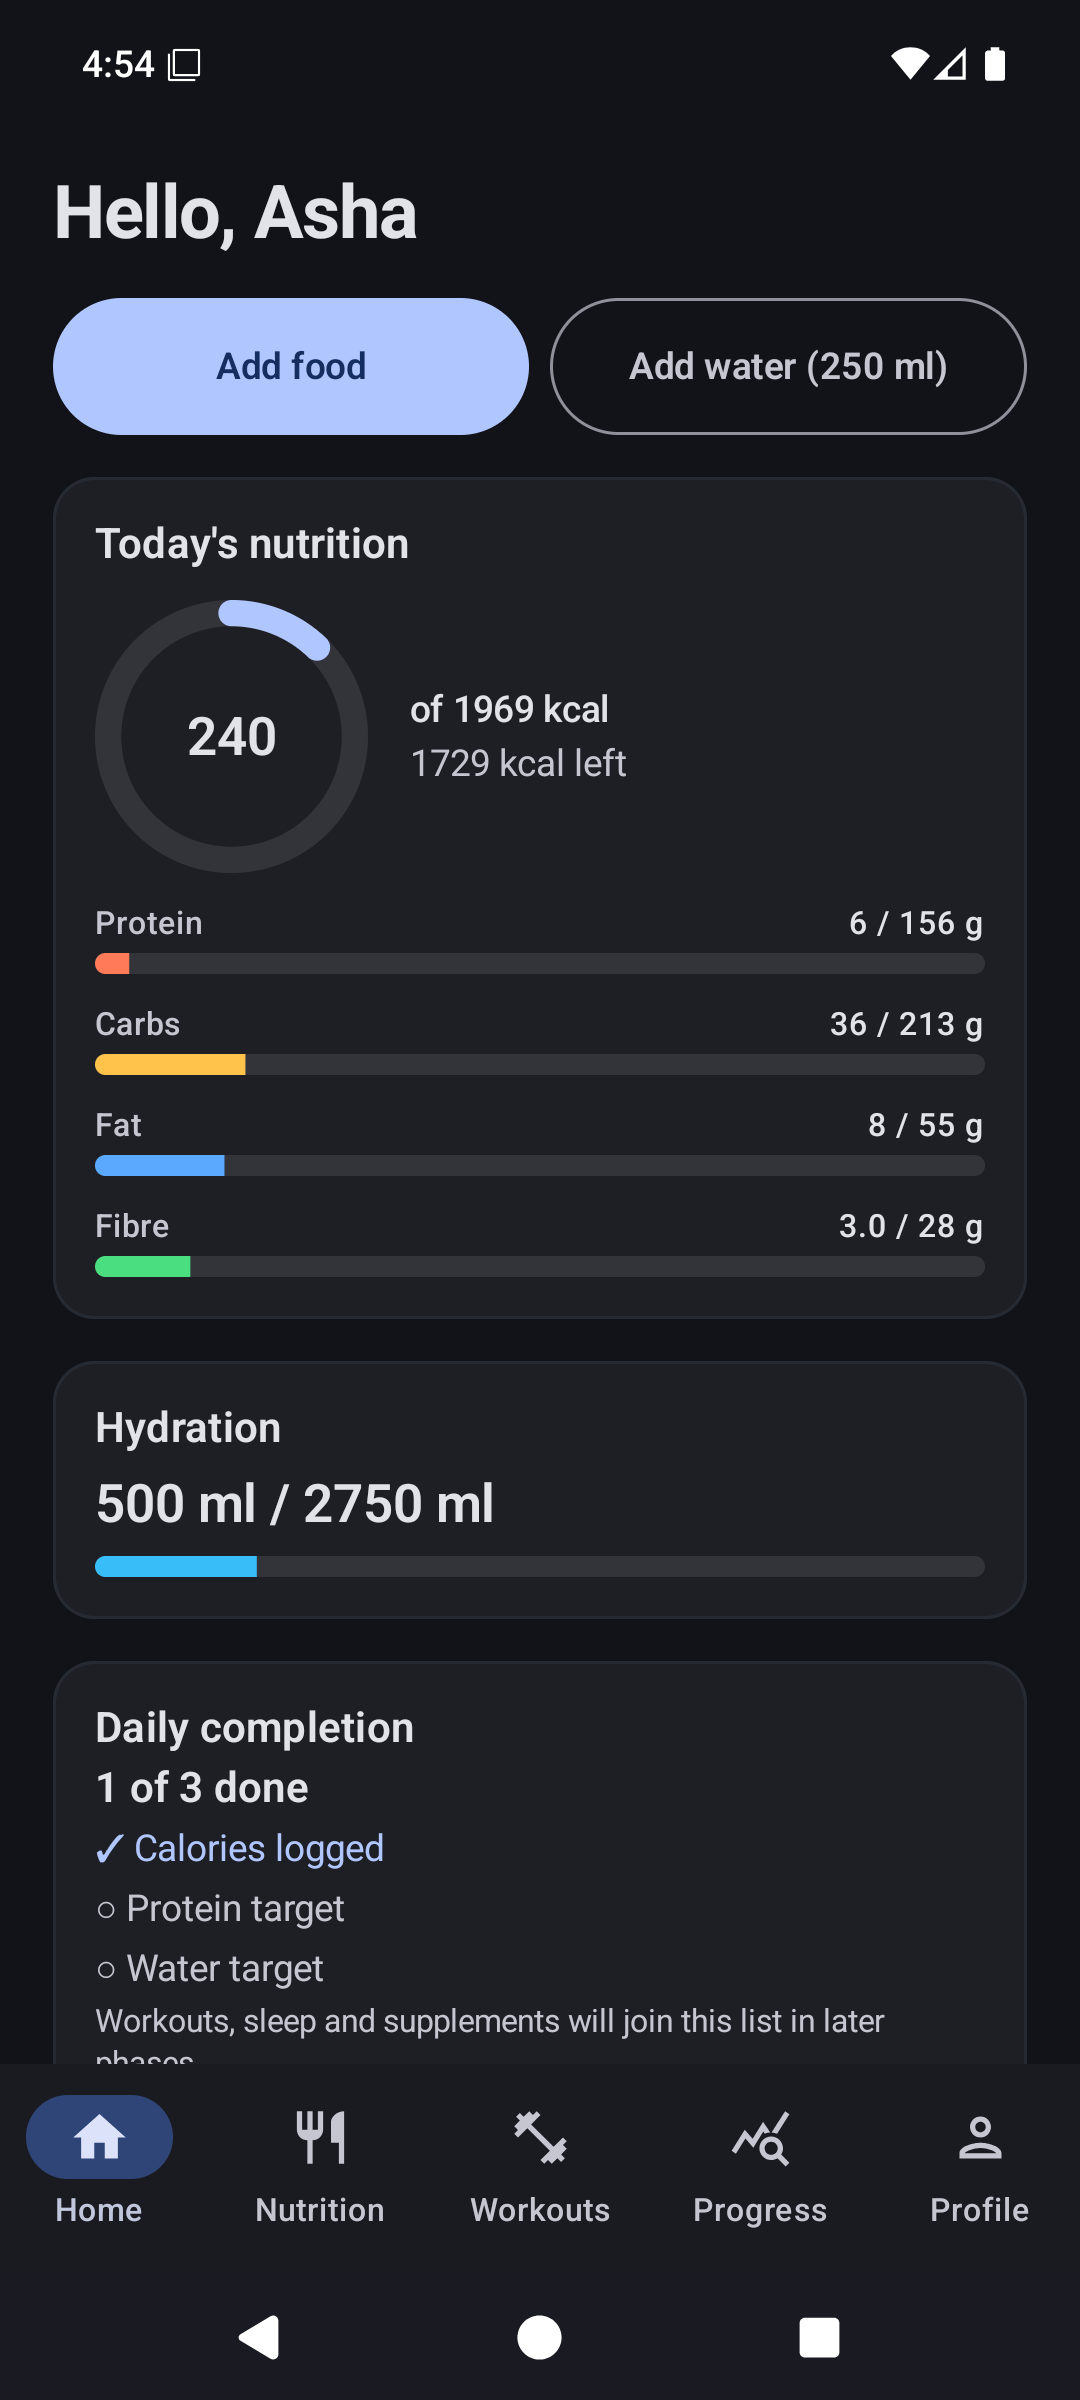 4:54
Hello, Asha
Add food
Add water (250 ml)
Today's nutrition
240
of 1969 kcal
1729 kcal left
Protein 6 / 156 g
Carbs 36 / 213 g
Fat 8 / 55 g
Fibre 3.0 / 28 g
Hydration
500 ml / 2750 ml
Daily completion
1 of 3 done
✓ Calories logged
○ Protein target
○ Water target
Workouts, sleep and supplements will join this list in later
phases
Home Nutrition Workouts Progress Profile